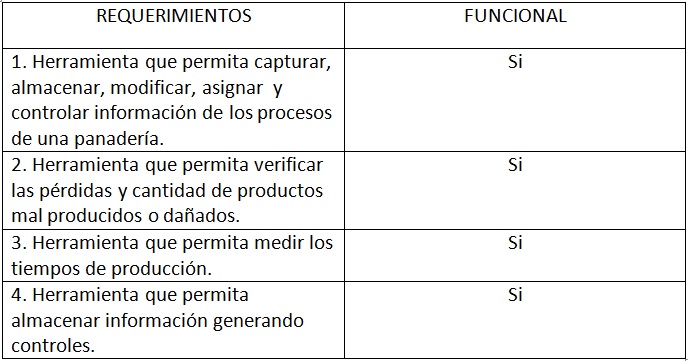 REQUERIMIENTOS FUNCIONAL
1. Herramienta que permita capturar, Si
almacenar, modificar, asignar y
controlar información de los procesos
de una panadería.
2. Herramienta que permita verificar Si
las pérdidas y cantidad de productos
mal producidos o dañados.
3. Herramienta que permita medir los Si
tiempos de producción.
4. Herramienta que permita Si
almacenar información generando
controles.